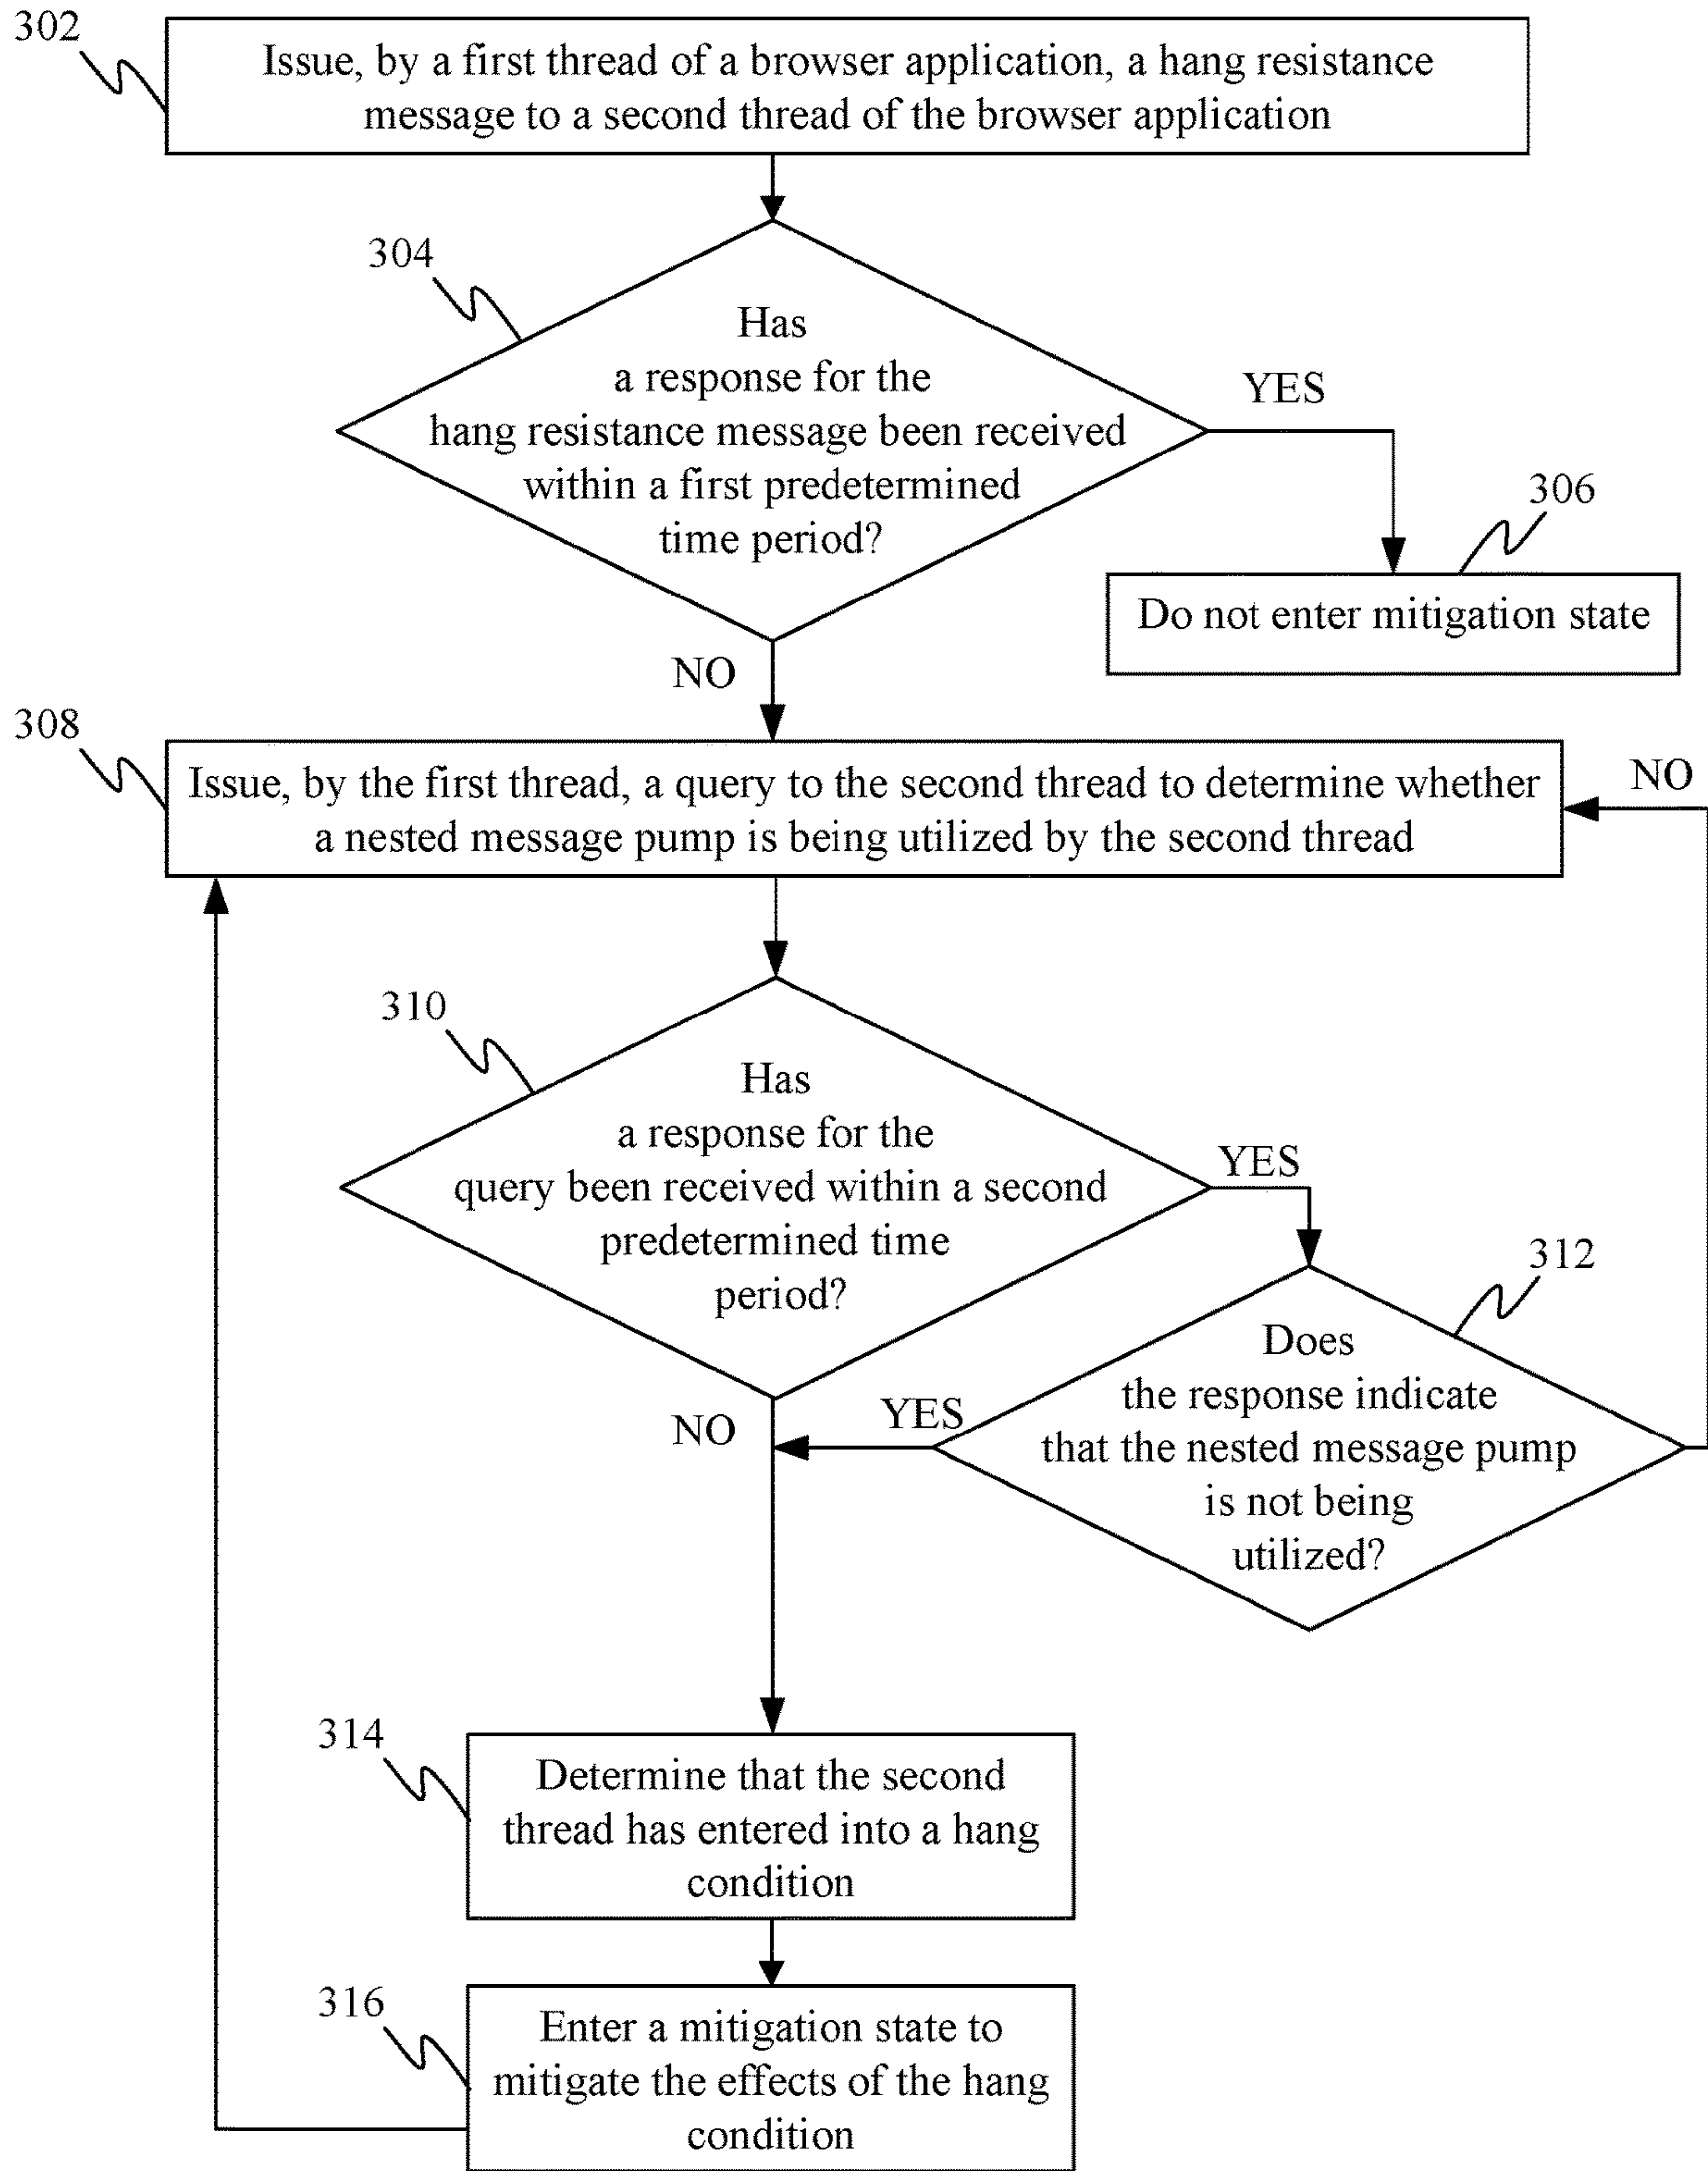 302
Issue, by a first thread of a browser application, a hang resistance
message to a second thread of the browser application
304
Has
a response for the
hang resistance message been received
within a first predetermined
time period?
YES
306
Do not enter mitigation state
NO
308
Issue, by the first thread, a query to the second thread to determine whether
a nested message pump is being utilized by the second thread
NO
310
Has
a response for the
query been received within a second
predetermined time
period?
YES
312
Does
the response indicate
that the nested message pump
is not being
utilized?
YES
NO
314
Determine that the second
thread has entered into a hang
condition
316
Enter a mitigation state to
mitigate the effects of the hang
condition